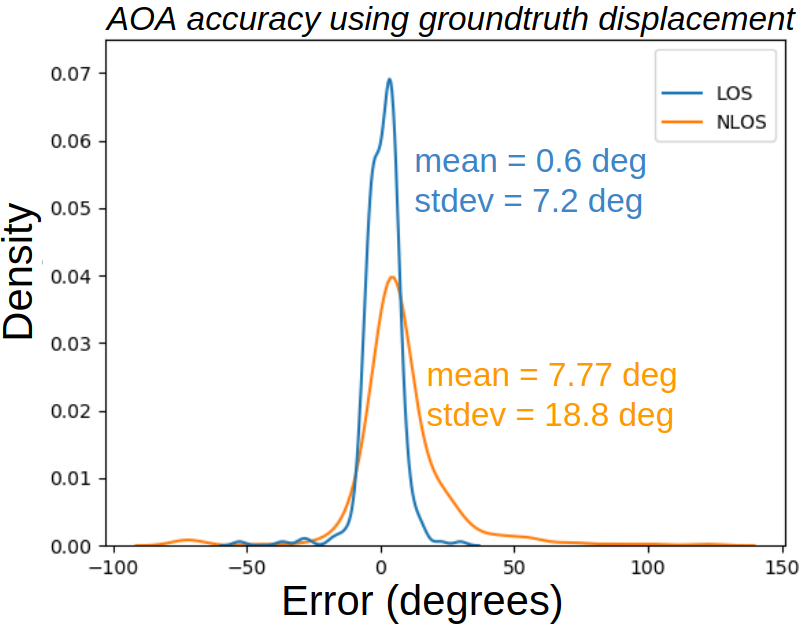 AOA accuracy using groundtruth displacement
LOS
NLOS
mean = 0.6 deg
stdev = 7.2 deg
mean = 7.77 deg
stdev = 18.8 deg
Density
0.07
0.06
0.05
0.04
0.03
0.02
0.01
0.00
−100 −50 0 50 100 150
Error (degrees)